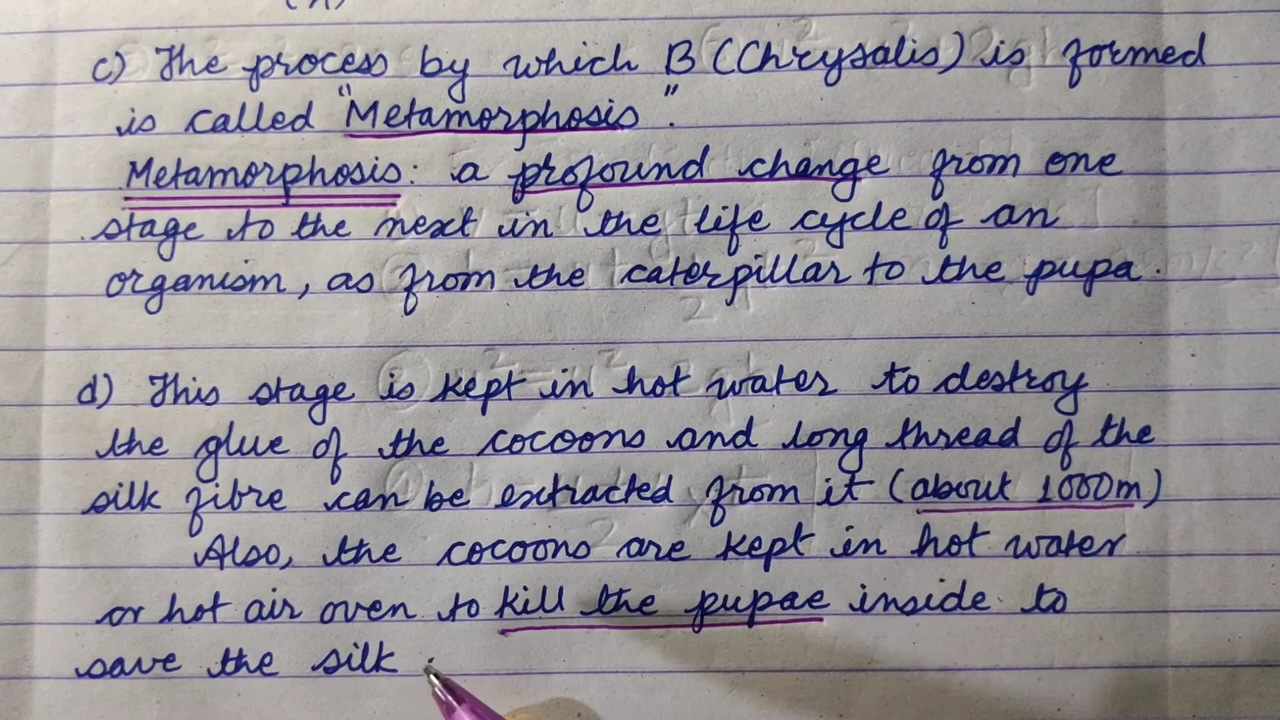 c) The process by which B (Chrysalis) is formed
is called "Metamorphosis".
Metamorphosis: a profound change from one
stage to the next in the life cycle of an
organism, as from the caterpillar to the pupa.
d) This stage is kept in hot water to destroy
the glue of the cocoons and long thread of the
silk fibre can be extracted from it (about 1000m)
Also, the cocoons are kept in hot water
or hot air oven to kill the pupae inside to
save the silk.